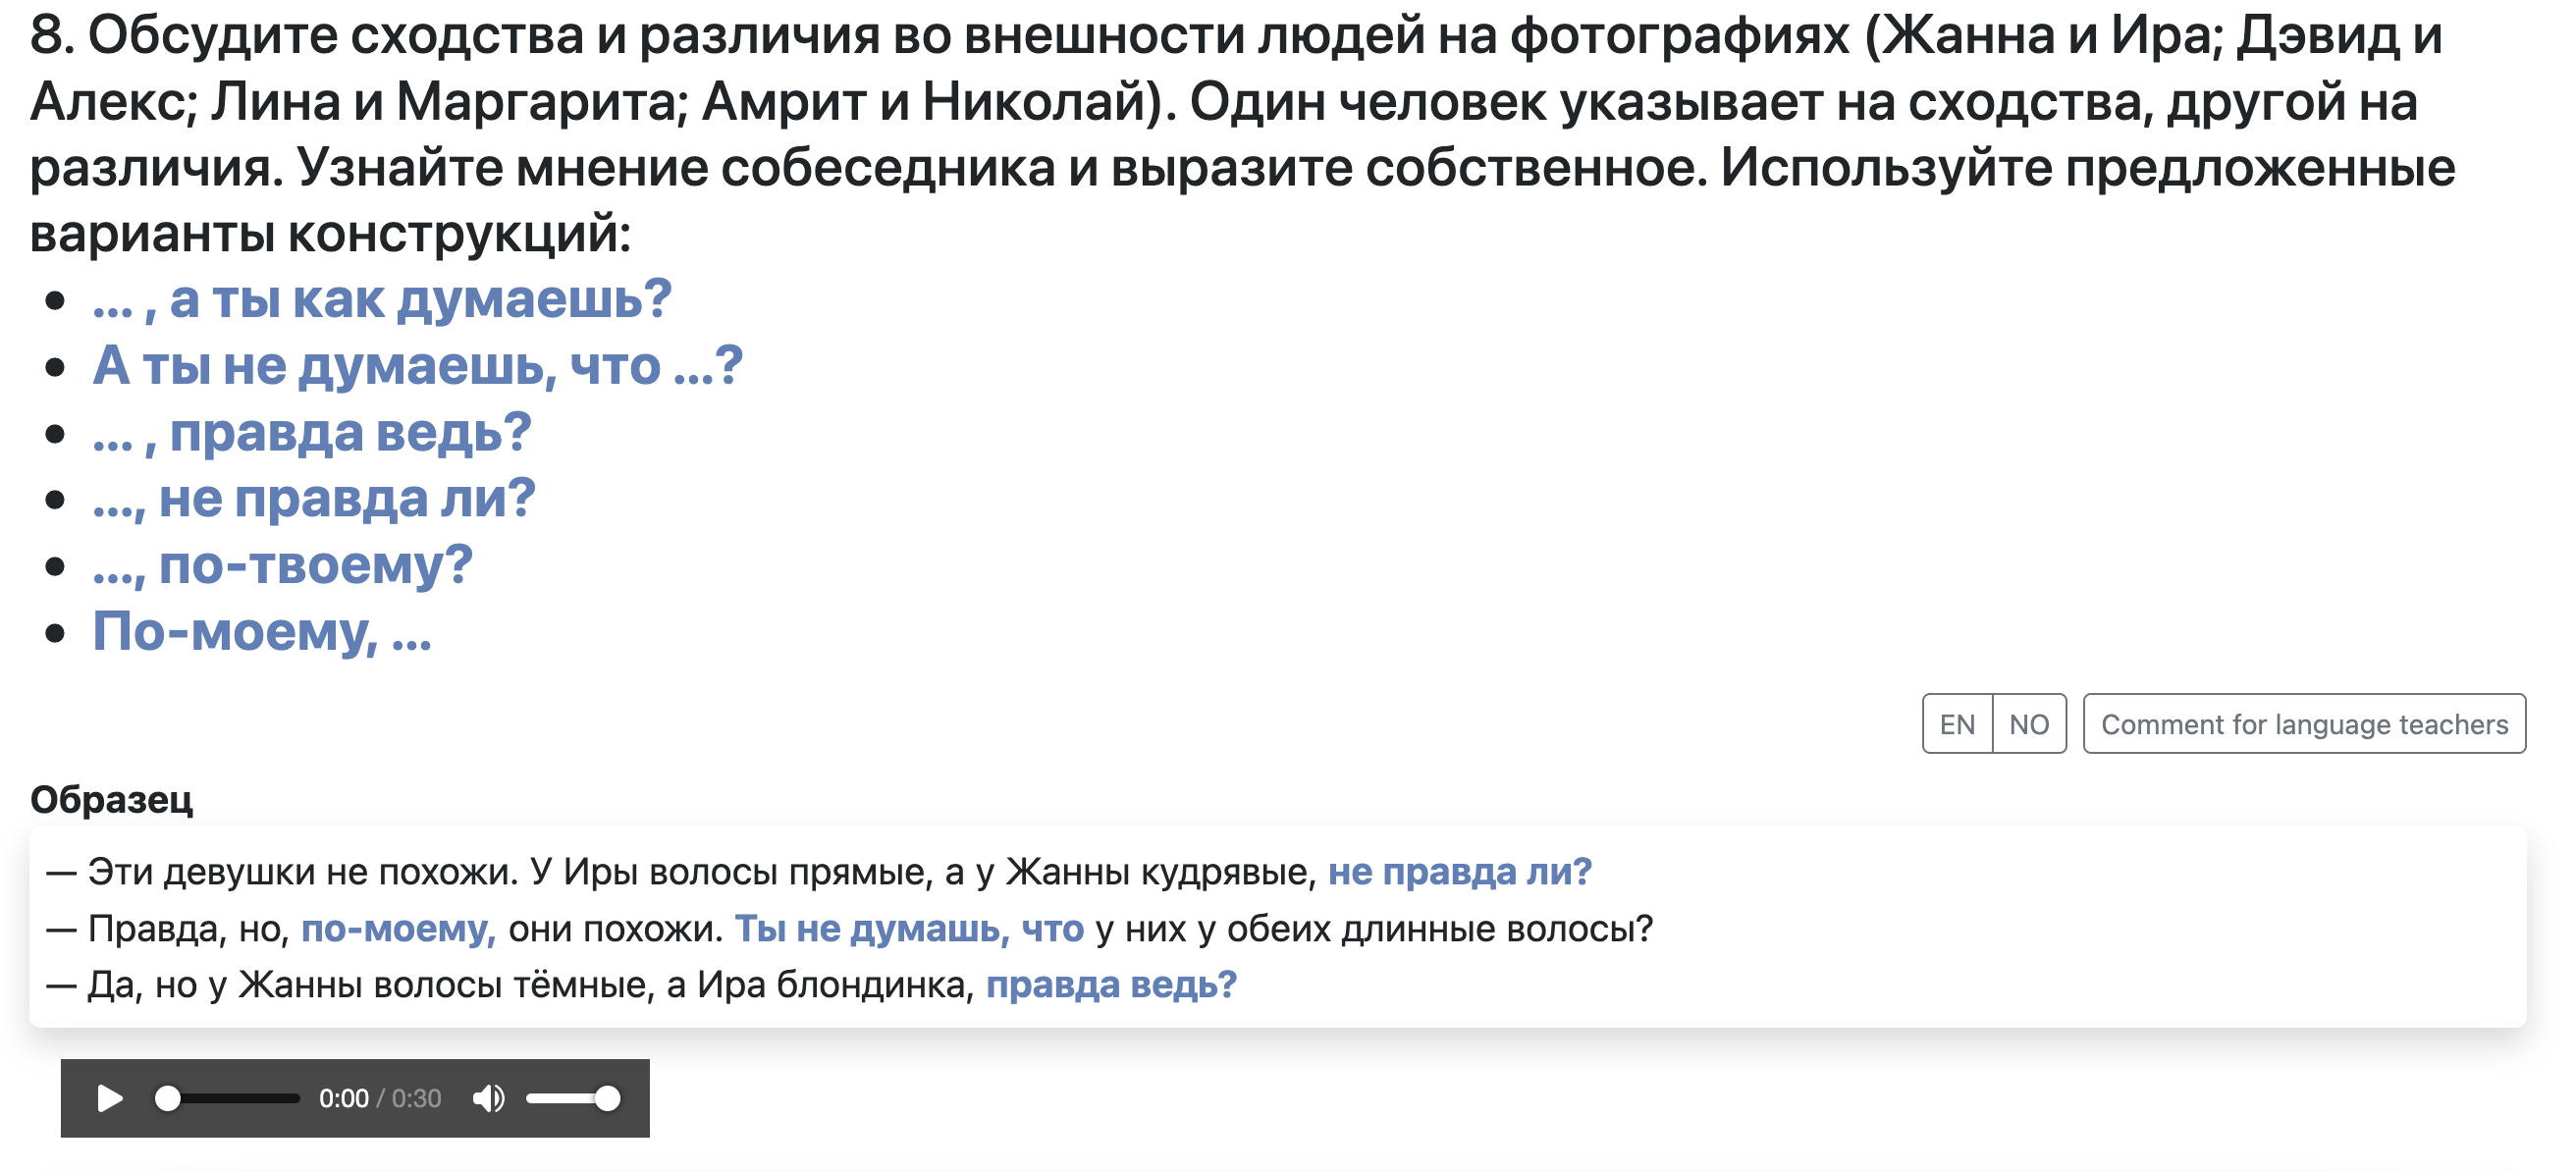 8. Обсудите сходства и различия во внешности людей на фотографиях (Жанна и Ира; Дэвид и
Алекс; Лина и Маргарита; Амрит и Николай). Один человек указывает на сходства, другой на
различия. Узнайте мнение собеседника и выразите собственное. Используйте предложенные
варианты конструкций:
• ... , а ты как думаешь?
• А ты не думаешь, что ...?
• ... , правда ведь?
• ..., не правда ли?
• ..., по-твоему?
• По-моему, ...
EN NO Comment for language teachers
Образец
— Эти девушки не похожи. У Иры волосы прямые, а у Жанны кудрявые, не правда ли?
— Правда, но, по-моему, они похожи. Ты не думашь, что у них у обеих длинные волосы?
— Да, но у Жанны волосы тёмные, а Ира блондинка, правда ведь?
0:00 / 0:30